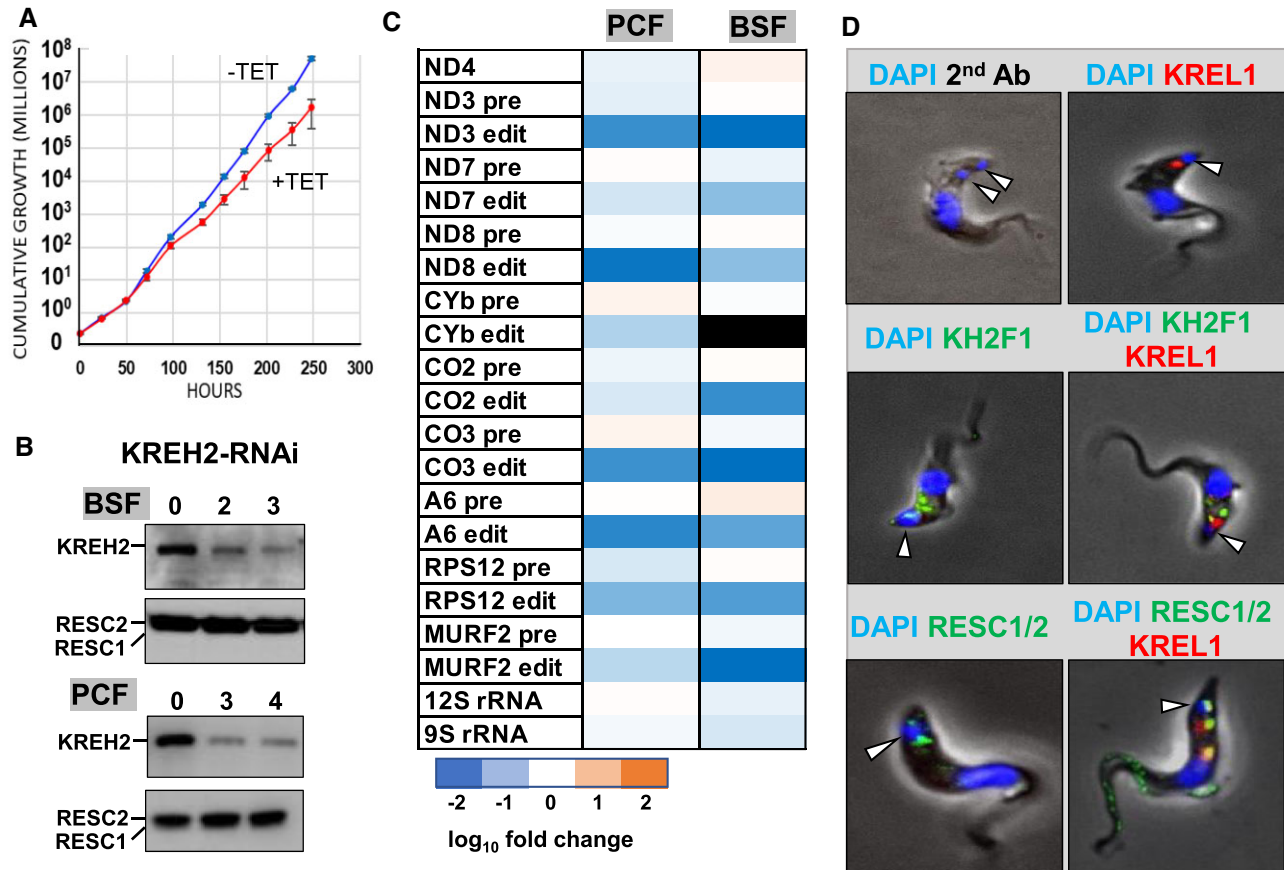 A
CUMULATIVE GROWTH (MILLIONS)
10⁸
10⁷
10⁶
10⁵
10⁴
10³
10²
10¹
10⁰
0
-TET
+TET
0 50 100 150 200 250 300
HOURS
B
KREH2-RNAi
BSF 0 2 3
KREH2
RESC2
RESC1
PCF 0 3 4
KREH2
RESC2
RESC1
C
PCF BSF
ND4
ND3 pre
ND3 edit
ND7 pre
ND7 edit
ND8 pre
ND8 edit
CYb pre
CYb edit
CO2 pre
CO2 edit
CO3 pre
CO3 edit
A6 pre
A6 edit
RPS12 pre
RPS12 edit
MURF2 pre
MURF2 edit
12S rRNA
9S rRNA
-2 -1 0 1 2
log₁₀ fold change
D
DAPI 2ⁿᵈ Ab
DAPI KREL1
DAPI KH2F1
DAPI KH2F1
KREL1
DAPI RESC1/2
DAPI RESC1/2
KREL1